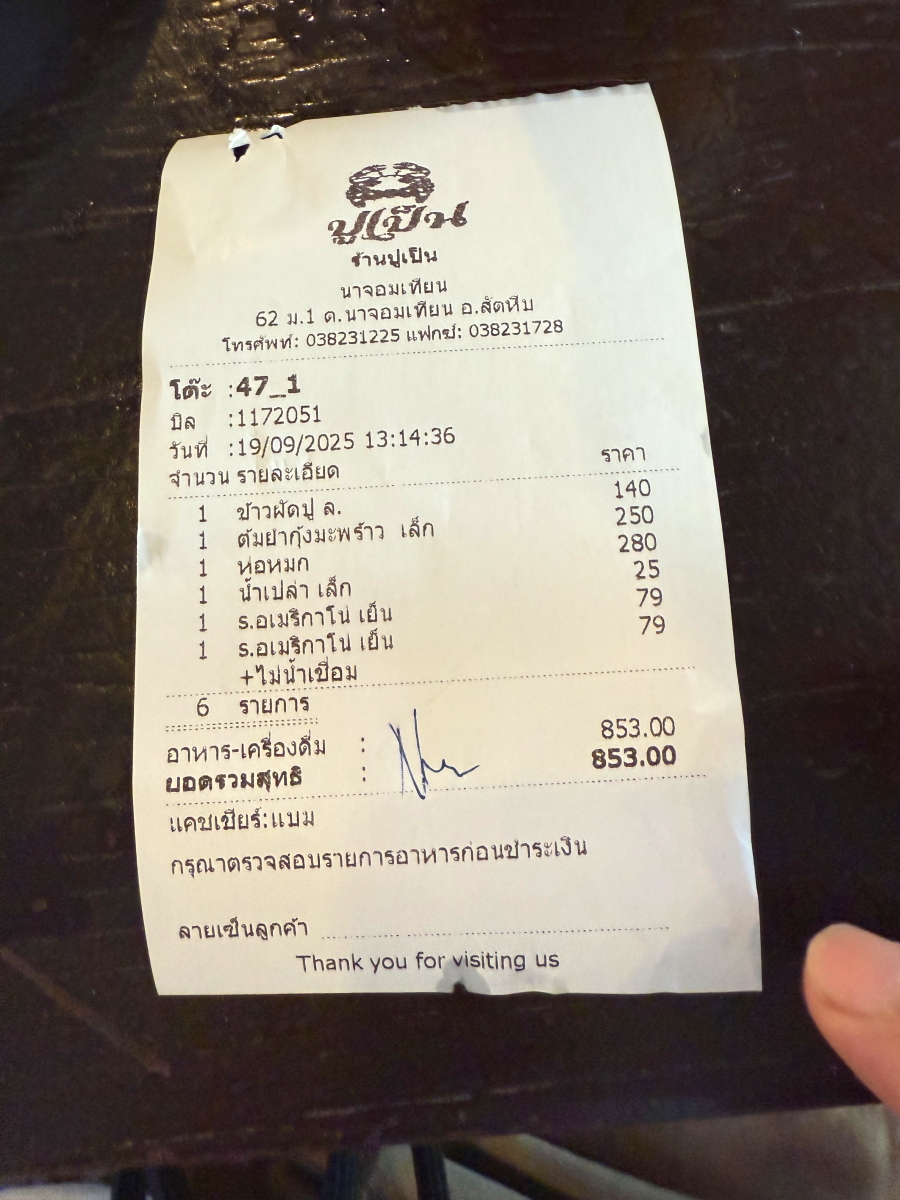 ปูเป็น
ร้านปูเป็น
นาจอมเทียน
62 ม.1 ต.นาจอมเทียน อ.สัตหีบ
โทรศัพท์: 038231225 แฟกซ์: 038231728
โต๊ะ :47_1
บิล :1172051
วันที่ :19/09/2025 13:14:36
จำนวน รายละเอียด ราคา
1 ข้าวผัดปู ล. 140
1 ต้มยำกุ้งมะพร้าว เล็ก 250
1 ห่อหมก 280
1 น้ำเปล่า เล็ก 25
1 ร.อเมริกาโน่ เย็น 79
1 ร.อเมริกาโน่ เย็น 79
+ไม่น้ำเชื่อม
6 รายการ
อาหาร-เครื่องดื่ม : 853.00
ยอดรวมสุทธิ : 853.00
แคชเชียร์:แบม
กรุณาตรวจสอบรายการอาหารก่อนชำระเงิน
ลายเซ็นลูกค้า
Thank you for visiting us